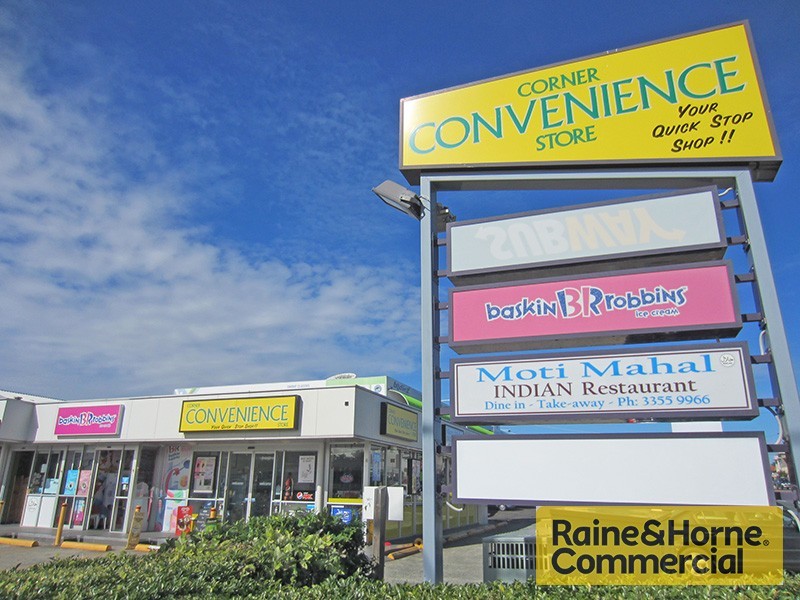 CORNER
CONVENIENCE
STORE
YOUR
QUICK STOP
SHOP !!
SUBWAY
baskin BR robbins
ice cream
Moti Mahal
INDIAN Restaurant
Dine in - Take-away - Ph: 3355 9966
baskin BR robbins
CONVENIENCE
Raine&Horne®
Commercial